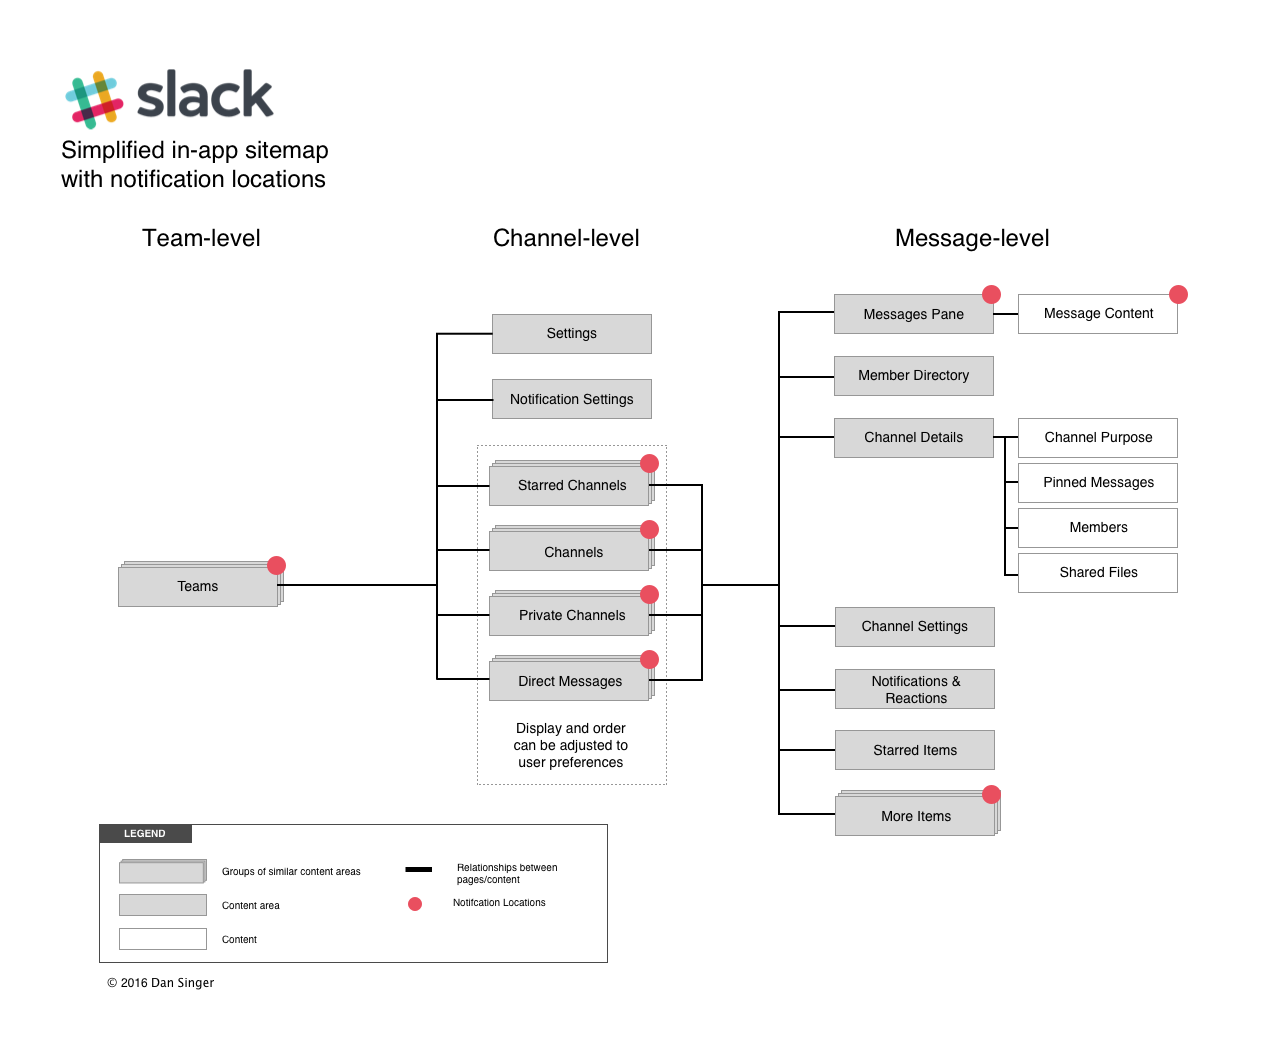 slack
Simplified in-app sitemap
with notification locations
Team-level
Channel-level
Message-level
Teams
Settings
Notification Settings
Starred Channels
Channels
Private Channels
Direct Messages
Display and order
can be adjusted to
user preferences
Messages Pane
Message Content
Member Directory
Channel Details
Channel Purpose
Pinned Messages
Members
Shared Files
Channel Settings
Notifications &
Reactions
Starred Items
More Items
LEGEND
Groups of similar content areas
Content area
Content
Relationships between
pages/content
Notifcation Locations
© 2016 Dan Singer